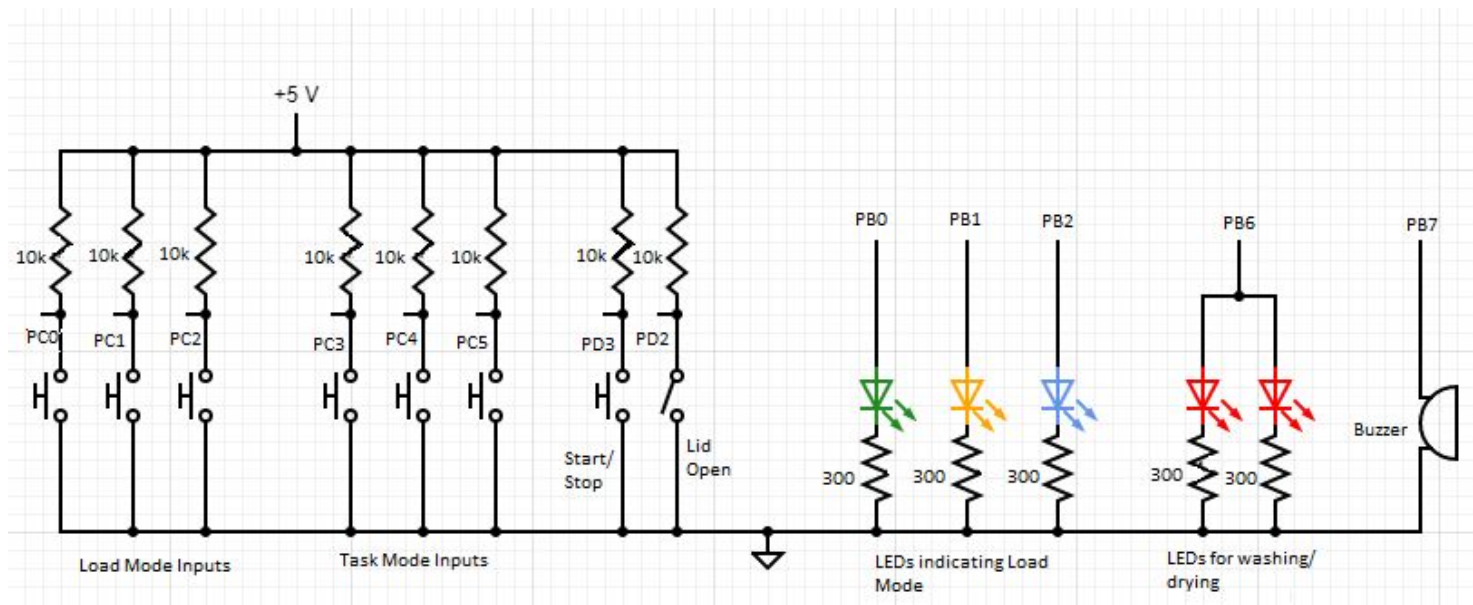 +5 V
PB0
PB1
PB2
PB6
PB7
10k
10k
10k
10k
10k
10k
10k
10k
PC0
PC1
PC2
PC3
PC4
PC5
PD3
PD2
Buzzer
Start/
Stop
Lid
Open
300
300
300
300
300
Load Mode Inputs
Task Mode Inputs
LEDs indicating Load
Mode
LEDs for washing/
drying